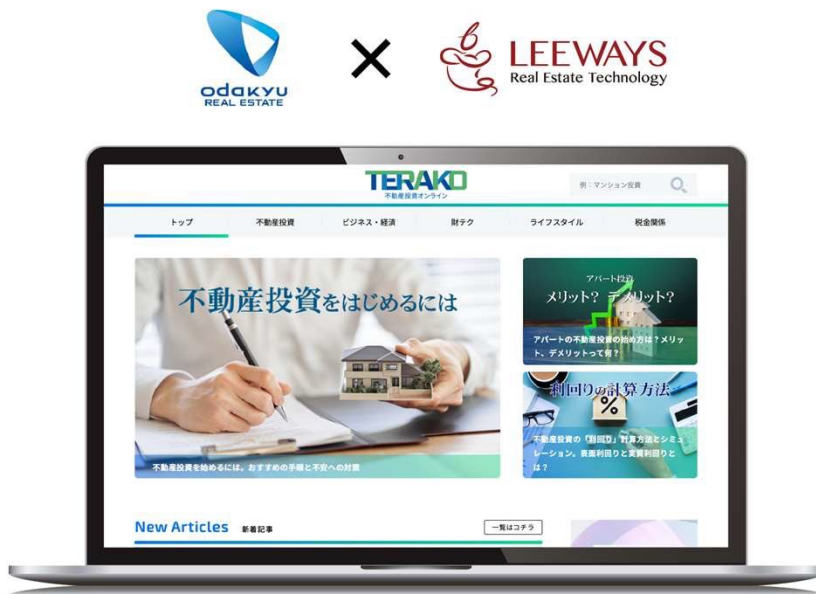 odakyu
REAL ESTATE
×
LEEWAYS
Real Estate Technology
TERAKO
不動産投資オンライン
例：マンション投資
トップ
不動産投資
ビジネス・経済
財テク
ライフスタイル
税金関係
不動産投資をはじめるには
不動産投資を始めるには。おすすめの手順と不安への対策
アパート投資
メリット？ デメリット？
アパートの不動産投資の始め方は？メリッ
ト、デメリットって何？
利回りの計算方法
%
不動産投資の「利回り」計算方法とシミュ
レーション。表面利回りと実質利回りと
は？
New Articles 新着記事
一覧はコチラ